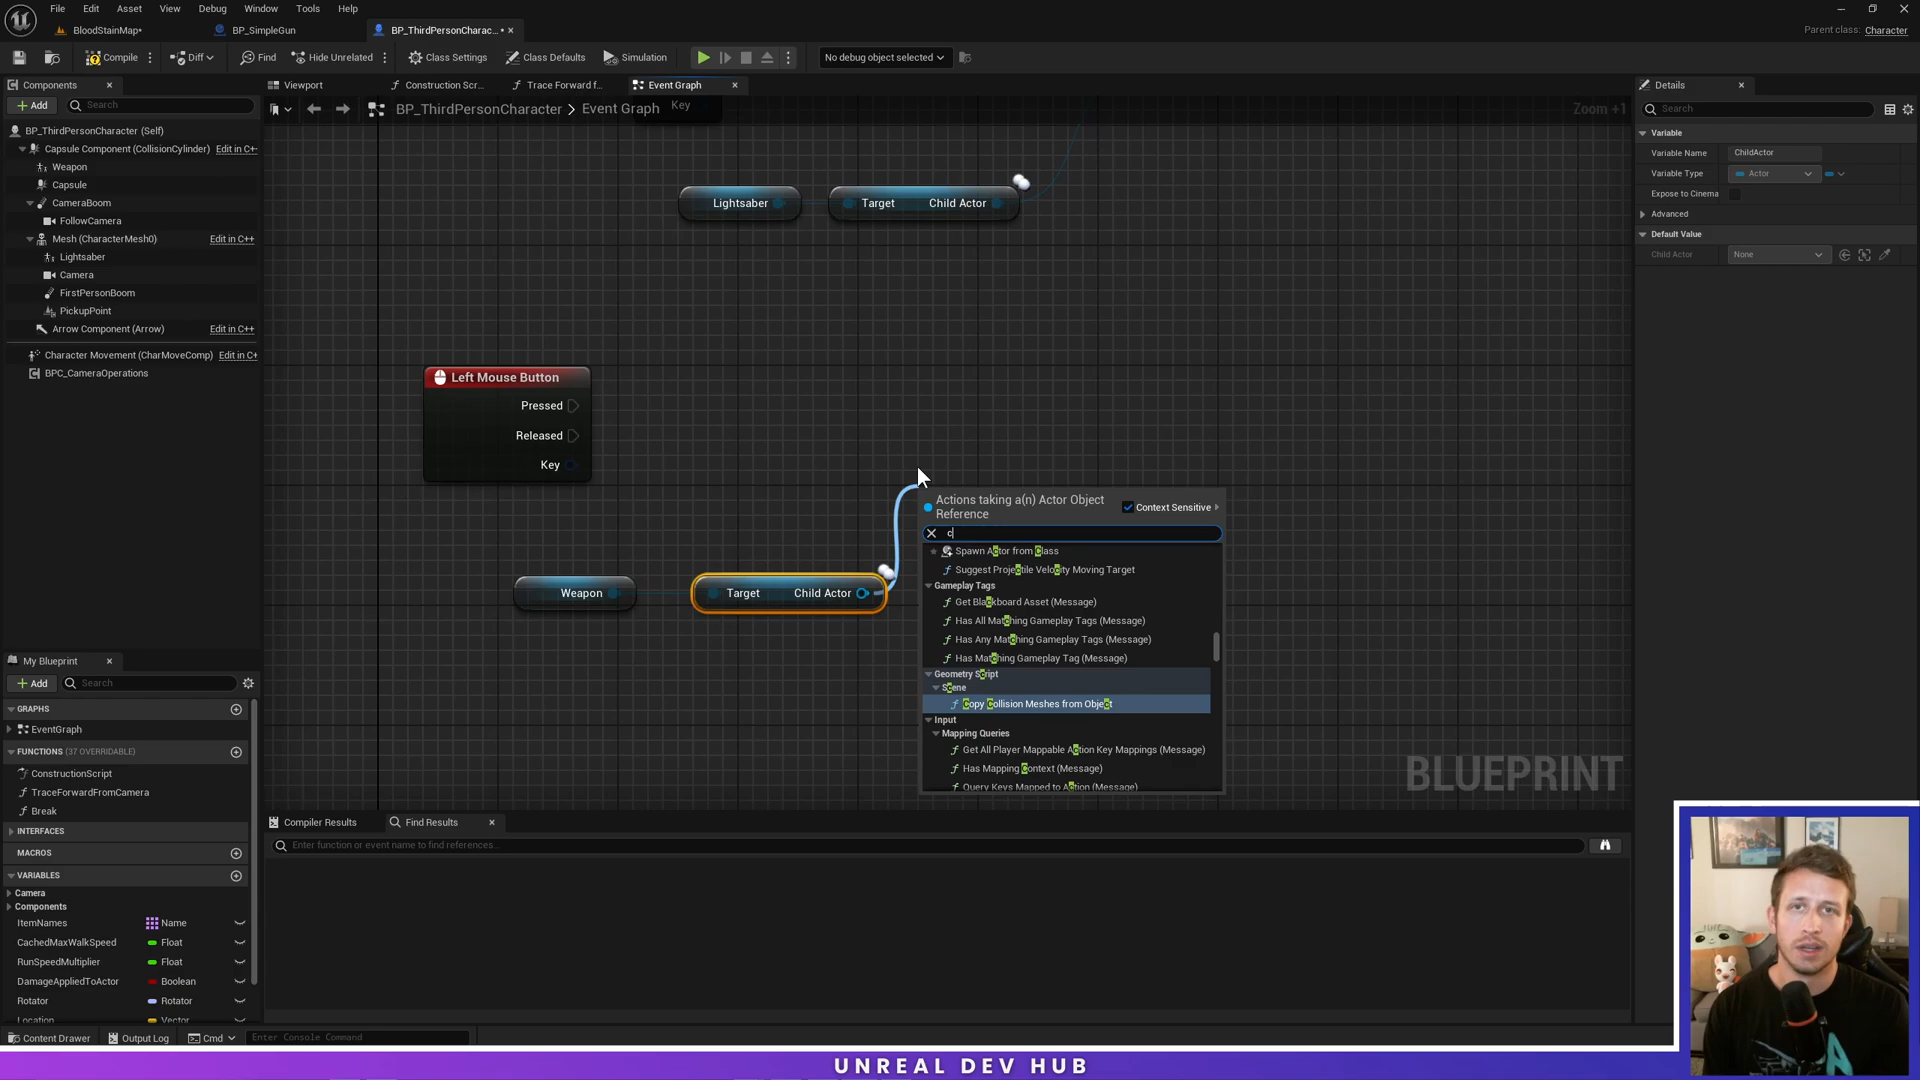 File Edit Asset View Debug Window Tools Help
BloodStainMap• BP_SimpleGun BP_ThirdPersonCharac... •
Parent class: Character
Compile Diff Find Hide Unrelated Class Settings Class Defaults Simulation No debug object selected
Components
Add Search
BP_ThirdPersonCharacter (Self)
Capsule Component (CollisionCylinder) Edit in C++
Weapon
Capsule
CameraBoom
FollowCamera
Mesh (CharacterMesh0) Edit in C++
Lightsaber
Camera
FirstPersonBoom
PickupPoint
Arrow Component (Arrow) Edit in C++
Character Movement (CharMoveComp) Edit in C+
BPC_CameraOperations
My Blueprint
Add Search
GRAPHS
EventGraph
FUNCTIONS (37 OVERRIDABLE)
ConstructionScript
TraceForwardFromCamera
Break
INTERFACES
MACROS
VARIABLES
Camera
Components
ItemNames Name
CachedMaxWalkSpeed Float
RunSpeedMultiplier Float
DamageAppliedToActor Boolean
Rotator Rotator
Location Vector
Viewport Construction Scr... Trace Forward f... Event Graph
BP_ThirdPersonCharacter > Event Graph
Key
Zoom +1
Lightsaber Target Child Actor
Left Mouse Button
Pressed
Released
Key
Weapon Target Child Actor
Actions taking a(n) Actor Object
Reference
Context Sensitive
c
Spawn Actor from Class
Suggest Projectile Velocity Moving Target
Gameplay Tags
Get Blackboard Asset (Message)
Has All Matching Gameplay Tags (Message)
Has Any Matching Gameplay Tags (Message)
Has Matching Gameplay Tag (Message)
Geometry Script
Scene
Copy Collision Meshes from Object
Input
Mapping Queries
Get All Player Mappable Action Key Mappings (Message)
Has Mapping Context (Message)
Query Keys Mapped to Action (Message)
BLUEPRINT
Compiler Results Find Results
Enter function or event name to find references...
Details
Search
Variable
Variable Name ChildActor
Variable Type Actor
Expose to Cinema
Advanced
Default Value
Child Actor None
Content Drawer Output Log Cmd Enter Console Command
UNREAL DEV HUB